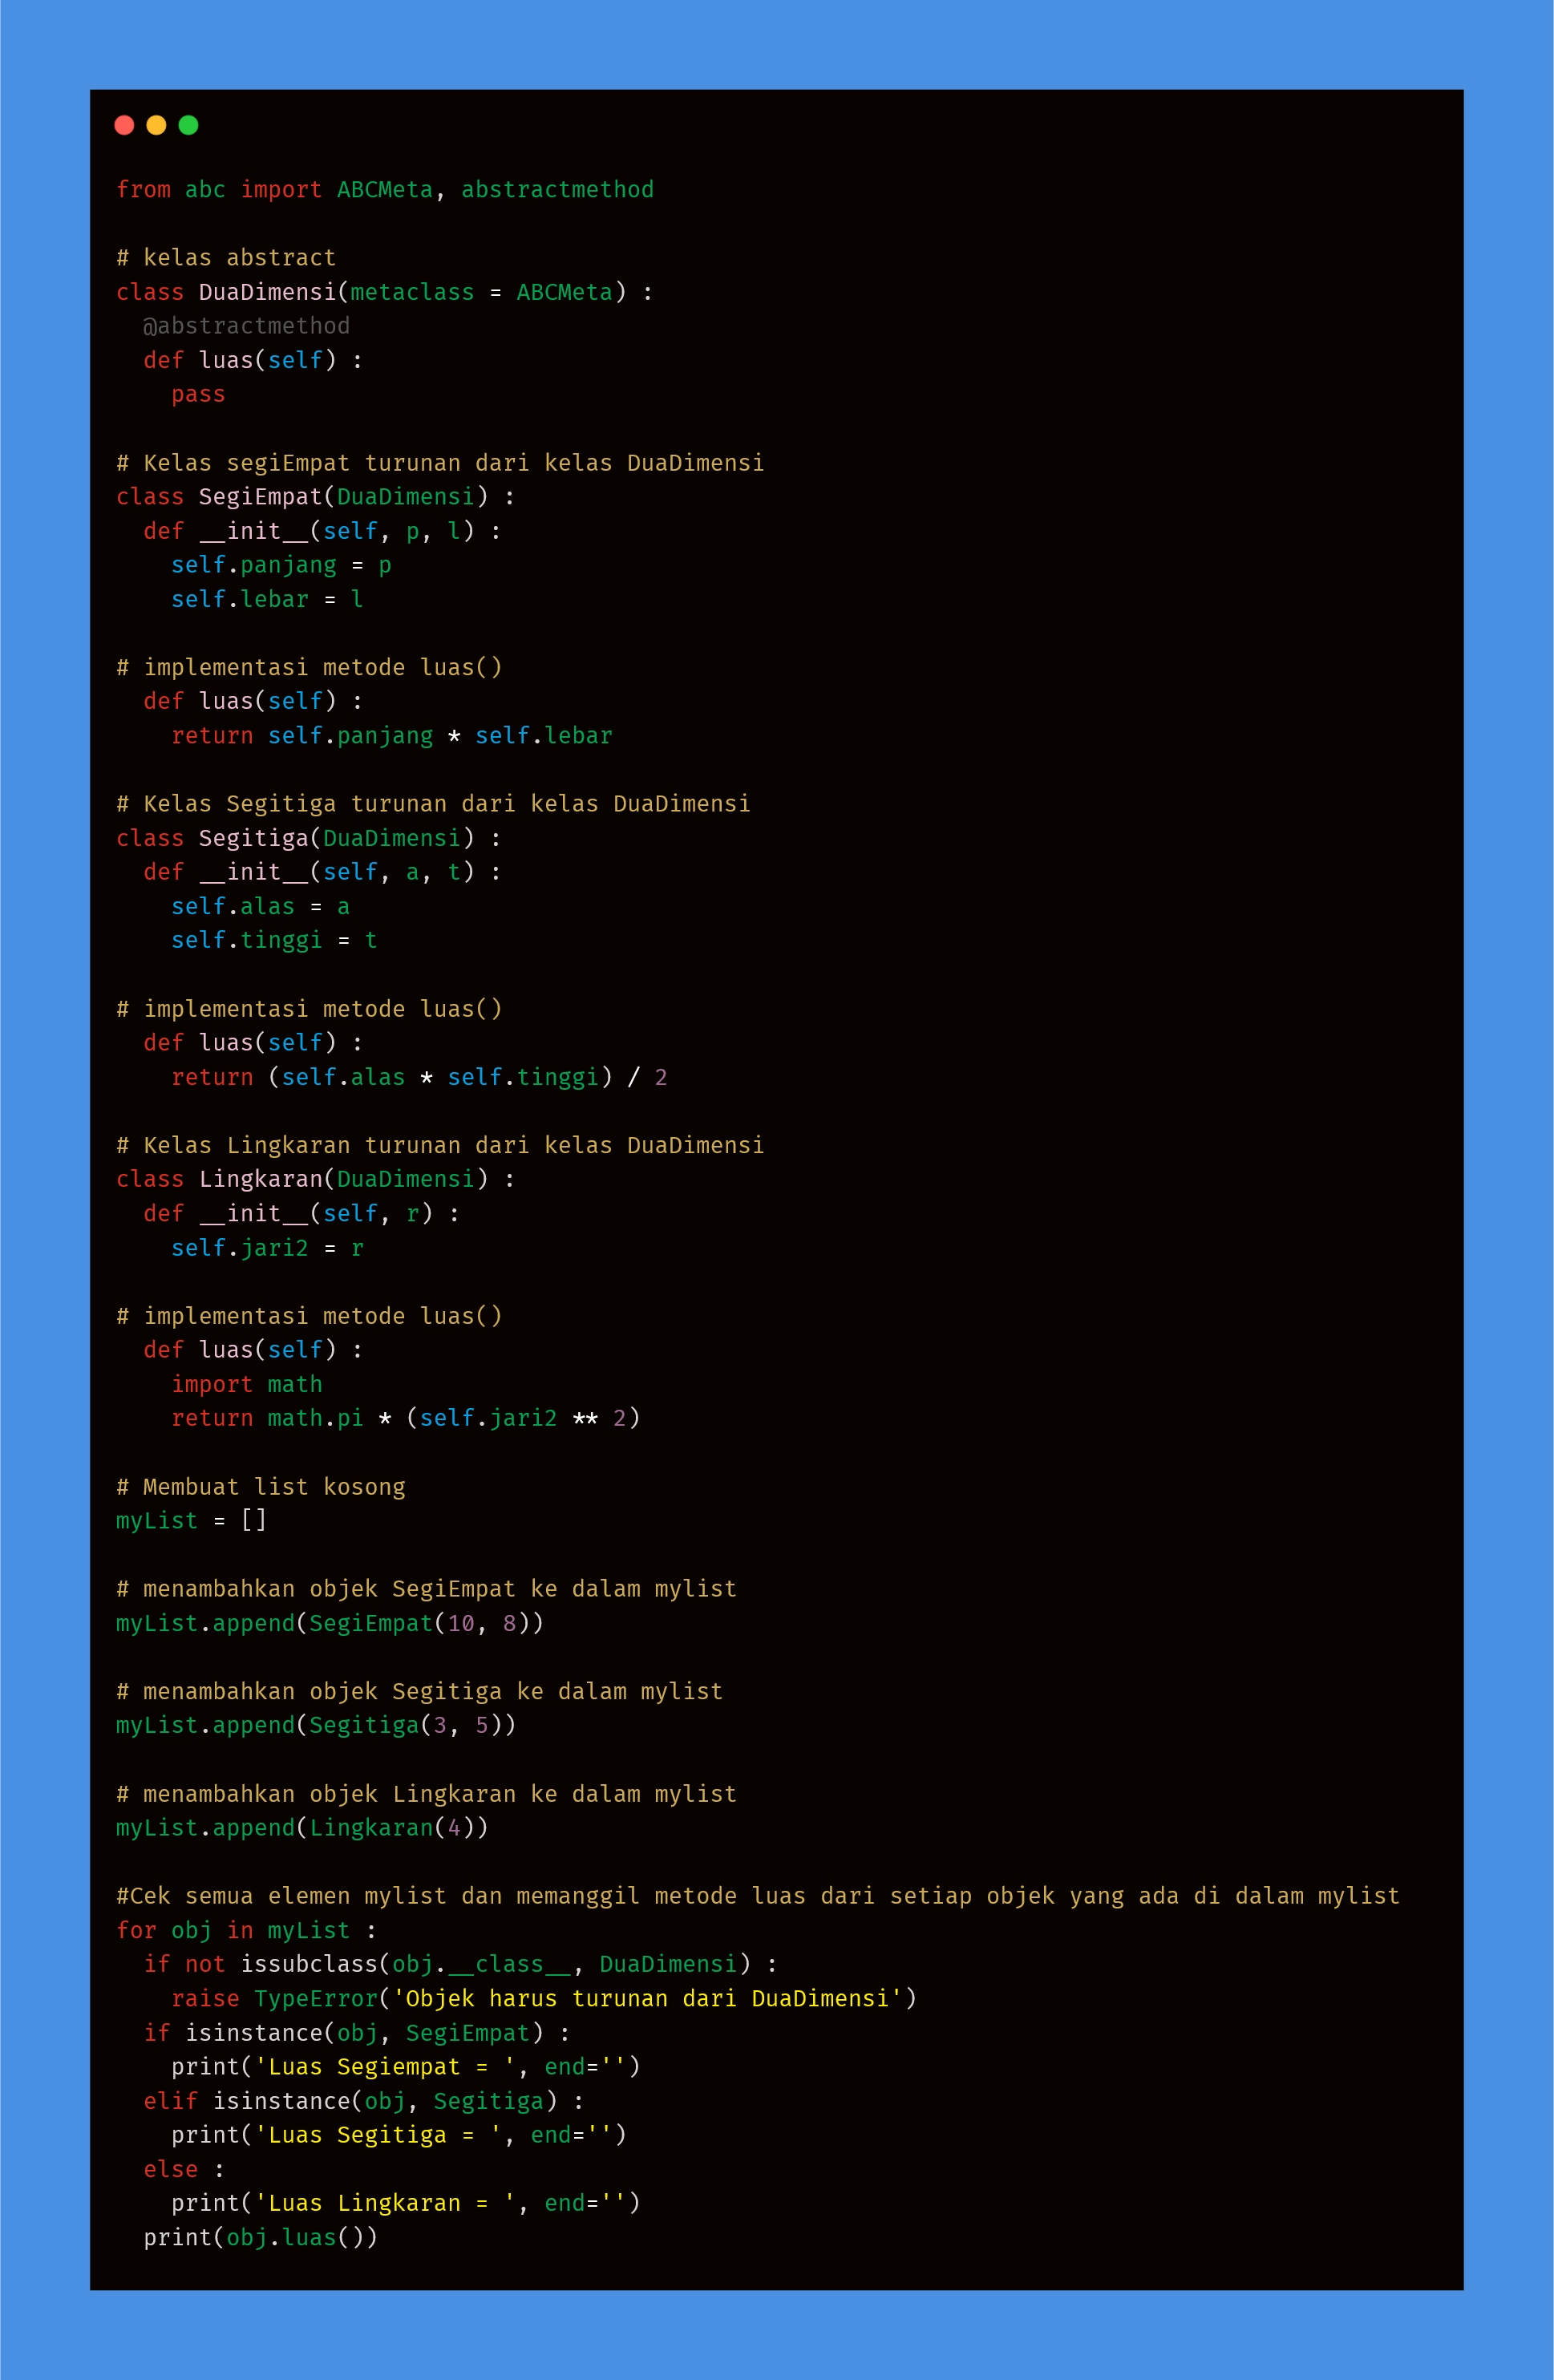 from abc import ABCMeta, abstractmethod

# kelas abstract
class DuaDimensi(metaclass = ABCMeta) :
  @abstractmethod
  def luas(self) :
    pass

# Kelas segiEmpat turunan dari kelas DuaDimensi
class SegiEmpat(DuaDimensi) :
  def __init__(self, p, l) :
    self.panjang = p
    self.lebar = l

# implementasi metode luas()
  def luas(self) :
    return self.panjang * self.lebar

# Kelas Segitiga turunan dari kelas DuaDimensi
class Segitiga(DuaDimensi) :
  def __init__(self, a, t) :
    self.alas = a
    self.tinggi = t

# implementasi metode luas()
  def luas(self) :
    return (self.alas * self.tinggi) / 2

# Kelas Lingkaran turunan dari kelas DuaDimensi
class Lingkaran(DuaDimensi) :
  def __init__(self, r) :
    self.jari2 = r

# implementasi metode luas()
  def luas(self) :
    import math
    return math.pi * (self.jari2 ** 2)

# Membuat list kosong
myList = []

# menambahkan objek SegiEmpat ke dalam mylist
myList.append(SegiEmpat(10, 8))

# menambahkan objek Segitiga ke dalam mylist
myList.append(Segitiga(3, 5))

# menambahkan objek Lingkaran ke dalam mylist
myList.append(Lingkaran(4))

#Cek semua elemen mylist dan memanggil metode luas dari setiap objek yang ada di dalam mylist
for obj in myList :
  if not issubclass(obj.__class__, DuaDimensi) :
    raise TypeError('Objek harus turunan dari DuaDimensi')
  if isinstance(obj, SegiEmpat) :
    print('Luas Segiempat = ', end='')
  elif isinstance(obj, Segitiga) :
    print('Luas Segitiga = ', end='')
  else :
    print('Luas Lingkaran = ', end='')
  print(obj.luas())